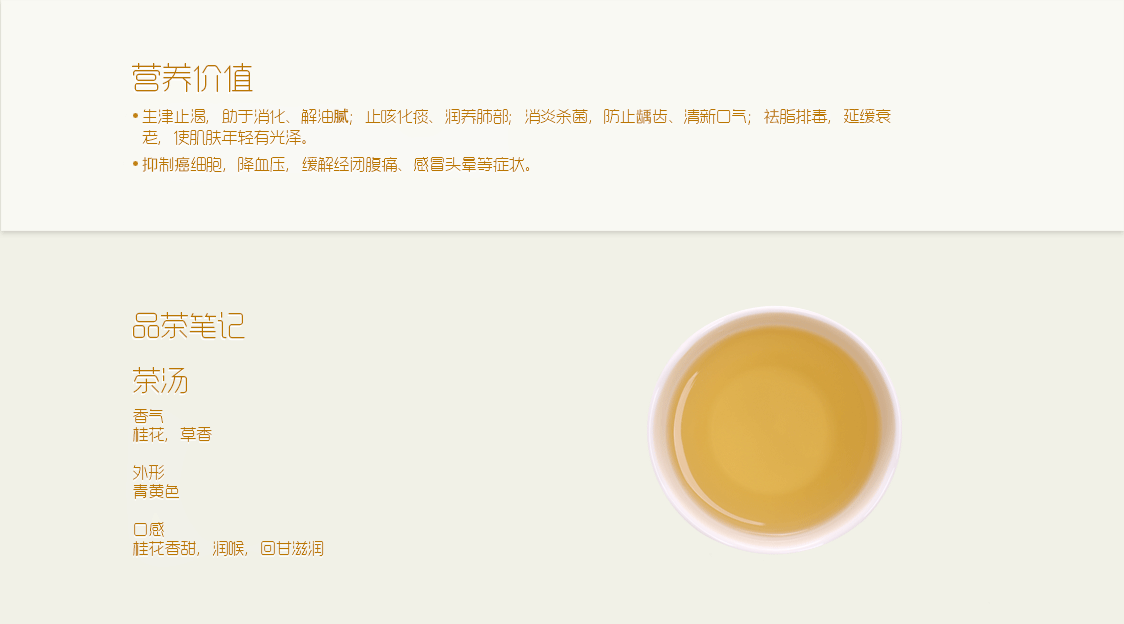 营养价值
• 生津止渴，助于消化、解油腻；止咳化痰、润养肺部；消炎杀菌，防止龋齿、清新口气；祛脂排毒，延缓衰
老，使肌肤年轻有光泽。
• 抑制癌细胞，降血压，缓解经闭腹痛、感冒头晕等症状。
品茶笔记
茶汤
香气
桂花，草香
外形
青黄色
口感
桂花香甜，润喉，回甘滋润